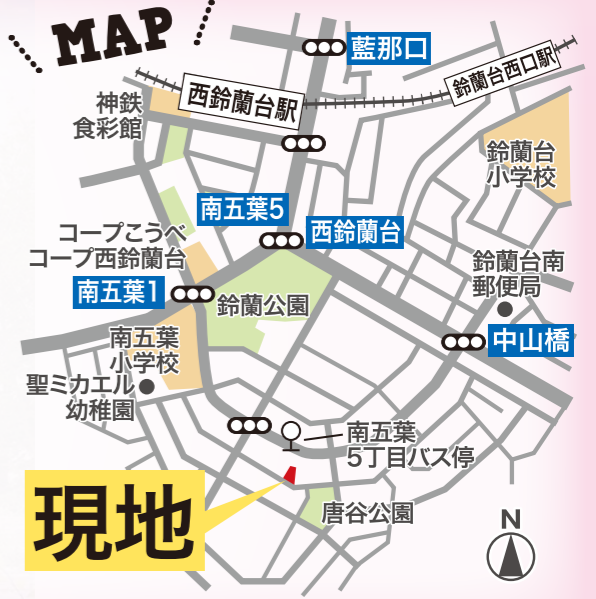 MAP
藍那口
鈴蘭台西口駅
西鈴蘭台駅
神鉄
食彩館
鈴蘭台
小学校
南五葉5
西鈴蘭台
コープこうべ
コープ西鈴蘭台
鈴蘭台南
郵便局
南五葉1
鈴蘭公園
中山橋
南五葉
小学校
聖ミカエル
幼稚園
南五葉
5丁目バス停
現地
唐谷公園
N